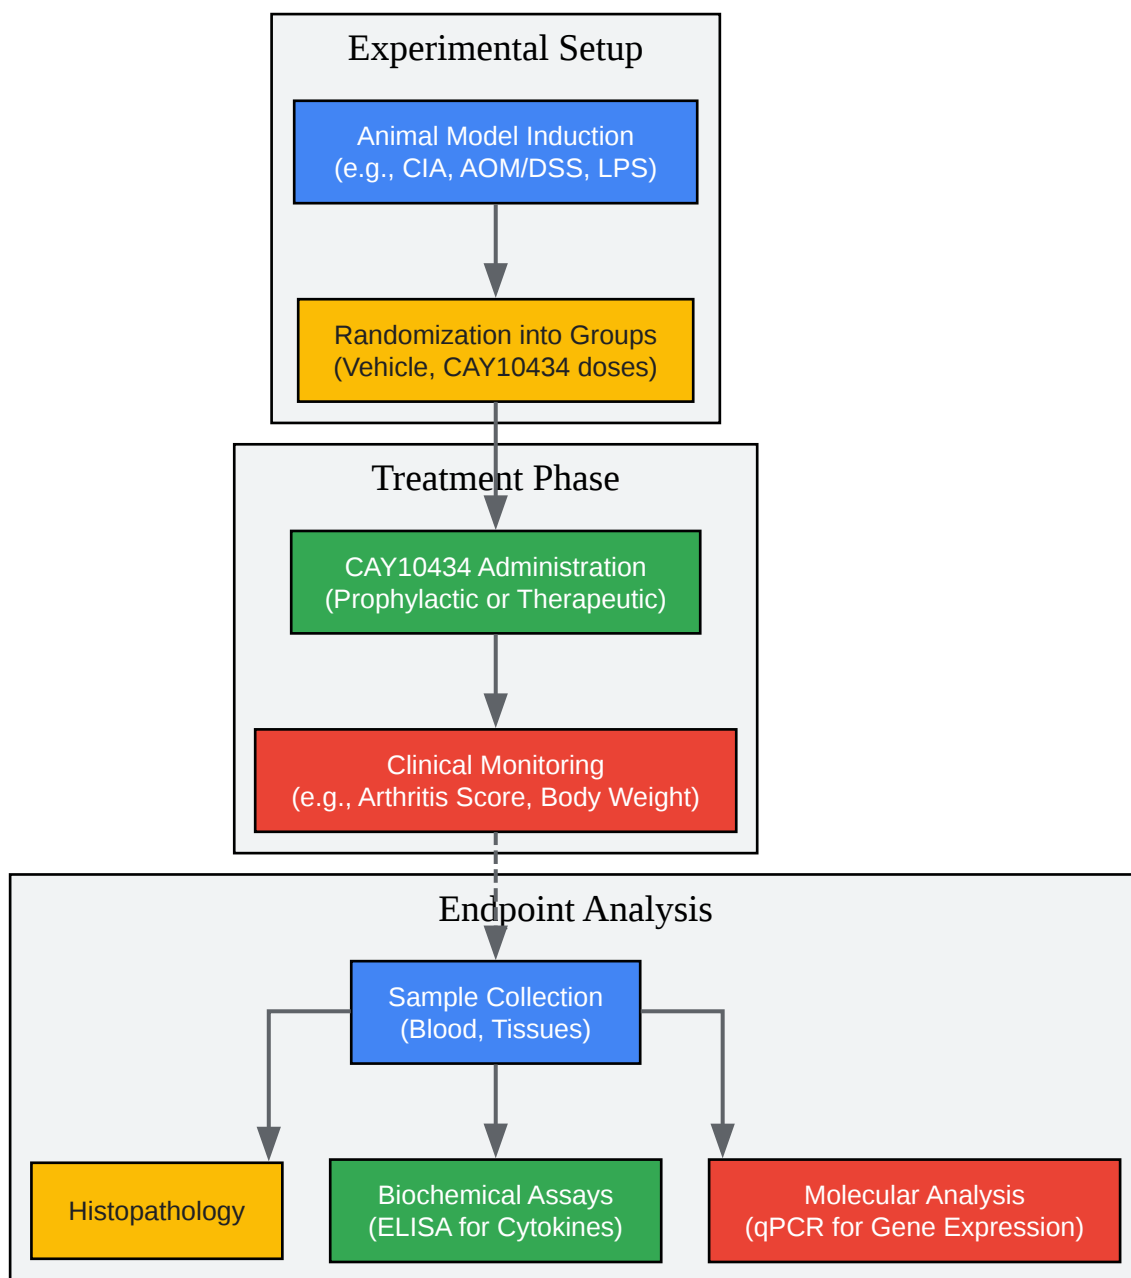 Experimental Setup
Animal Model Induction
(e.g., CIA, AOM/DSS, LPS)
Randomization into Groups
(Vehicle, CAY10434 doses)
Treatment Phase
CAY10434 Administration
(Prophylactic or Therapeutic)
Clinical Monitoring
(e.g., Arthritis Score, Body Weight)
Endpoint Analysis
Sample Collection
(Blood, Tissues)
Histopathology
Biochemical Assays
(ELISA for Cytokines)
Molecular Analysis
(qPCR for Gene Expression)